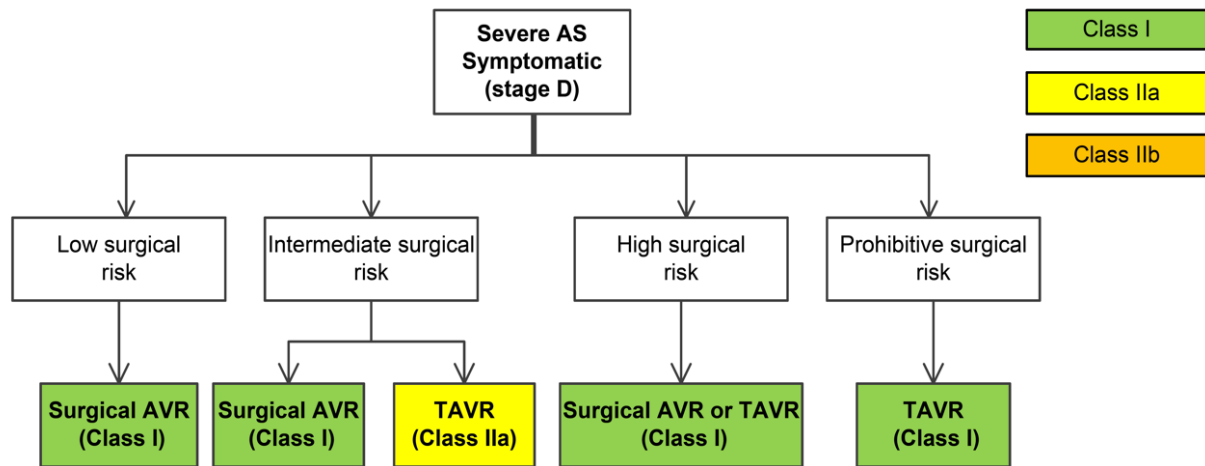 Severe AS
Symptomatic
(stage D)
Class I
Class IIa
Class IIb
Low surgical
risk
Intermediate surgical
risk
High surgical
risk
Prohibitive surgical
risk
Surgical AVR
(Class I)
Surgical AVR
(Class I)
TAVR
(Class IIa)
Surgical AVR or TAVR
(Class I)
TAVR
(Class I)